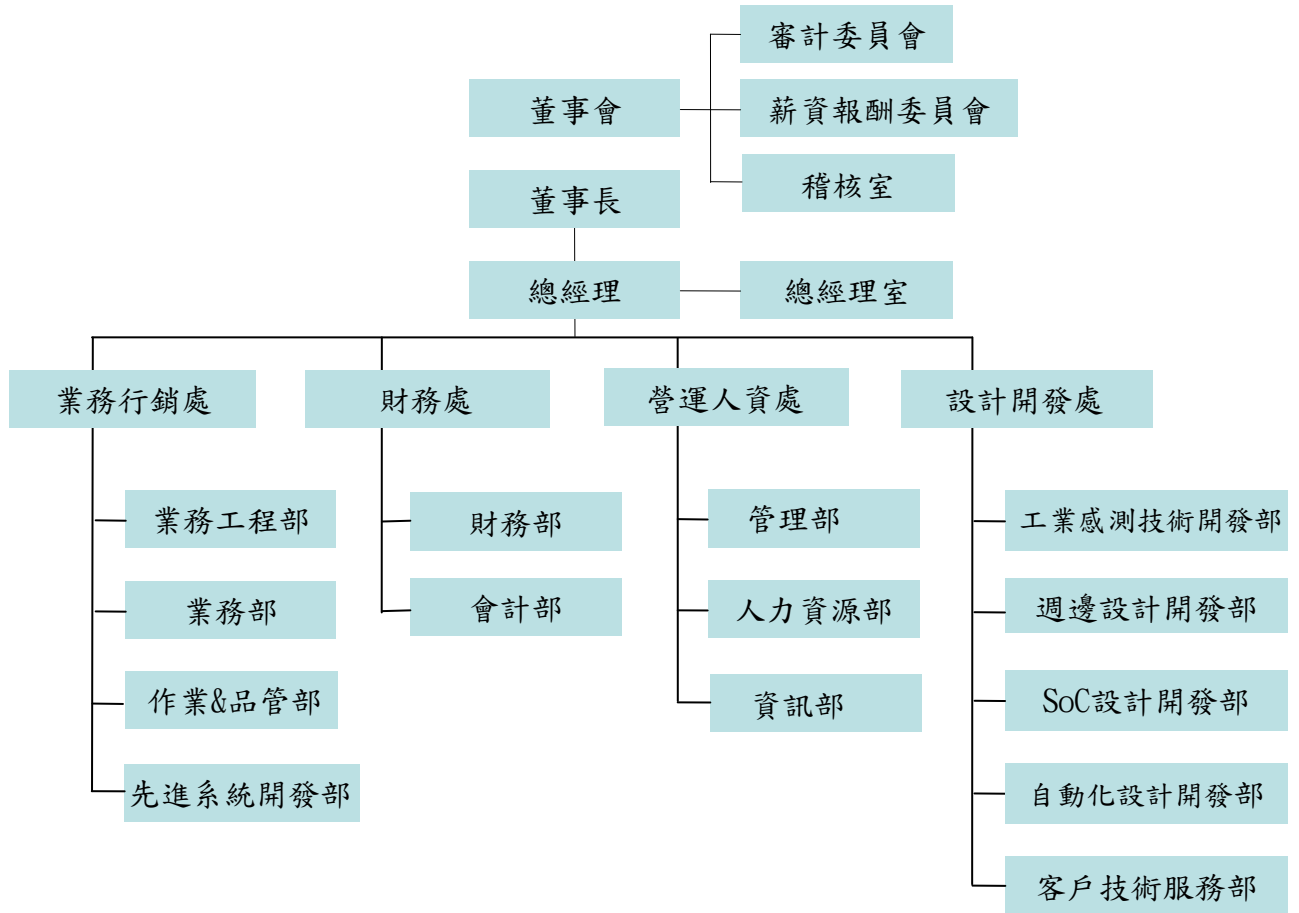 審計委員會
董事會
薪資報酬委員會
稽核室
董事長
總經理
總經理室
業務行銷處
財務處
營運人資處
設計開發處
業務工程部
財務部
管理部
工業感測技術開發部
業務部
會計部
人力資源部
週邊設計開發部
作業&品管部
資訊部
SoC設計開發部
先進系統開發部
自動化設計開發部
客戶技術服務部